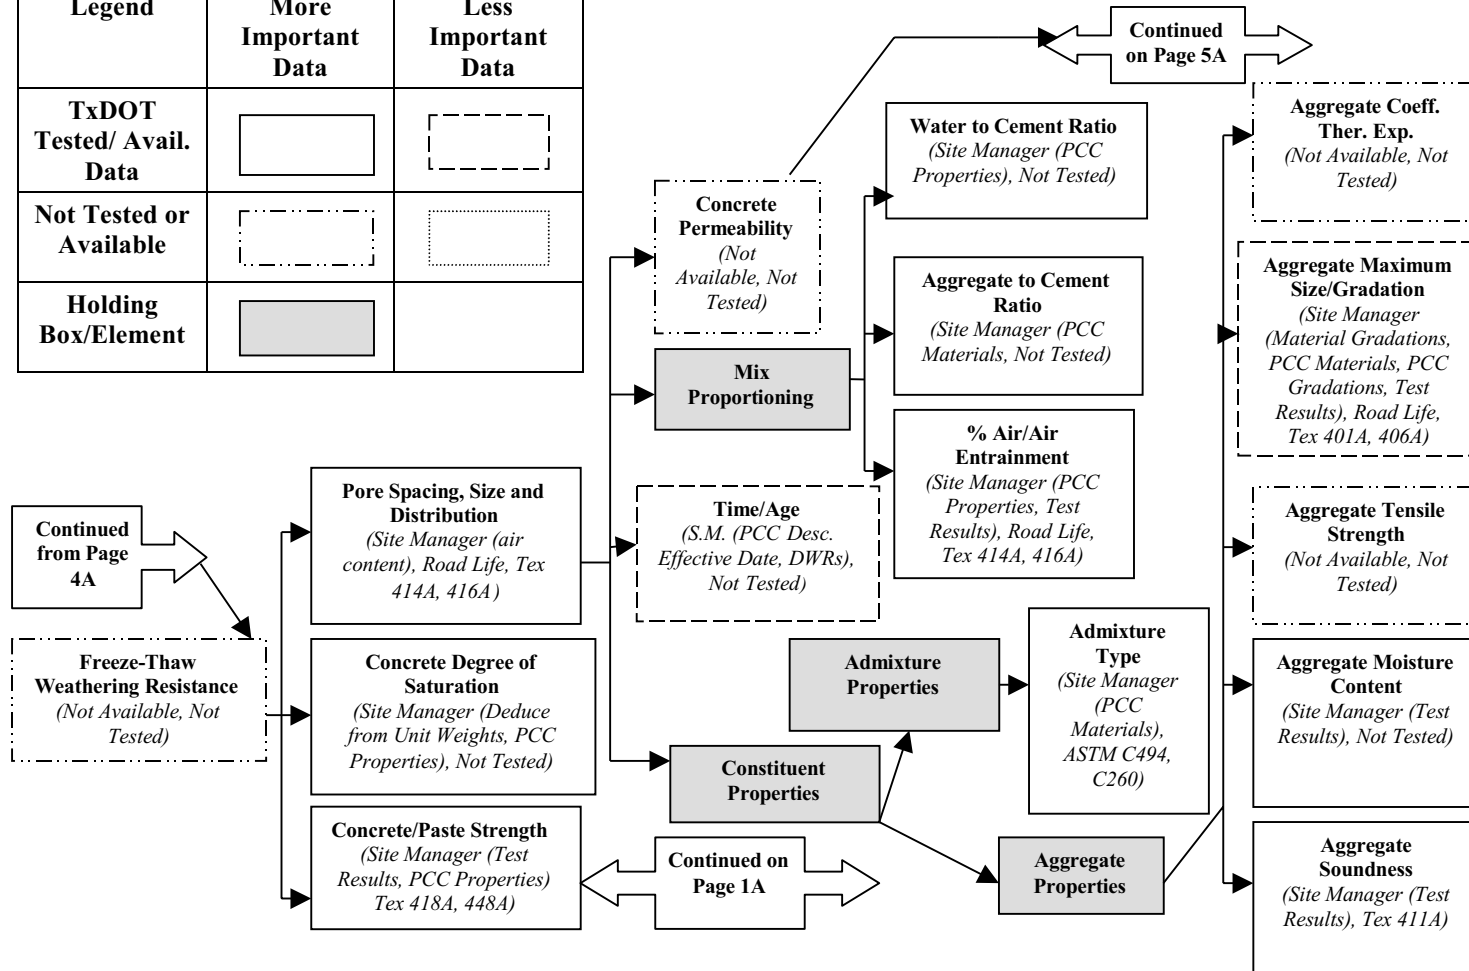 Legend
More
Important
Data
Less
Important
Data
TxDOT
Tested/ Avail.
Data
Not Tested or
Available
Holding
Box/Element
Continued
on Page 5A
Water to Cement Ratio
(Site Manager (PCC
Properties), Not Tested)
Aggregate Coeff.
Ther. Exp.
(Not Available, Not
Tested)
Concrete
Permeability
(Not
Available, Not
Tested)
Aggregate to Cement
Ratio
(Site Manager (PCC
Materials, Not Tested)
Aggregate Maximum
Size/Gradation
(Site Manager
(Material Gradations,
PCC Materials, PCC
Gradations, Test
Results), Road Life,
Tex 401A, 406A)
Mix
Proportioning
% Air/Air
Entrainment
(Site Manager (PCC
Properties, Test
Results), Road Life,
Tex 414A, 416A)
Continued
from Page
4A
Pore Spacing, Size and
Distribution
(Site Manager (air
content), Road Life, Tex
414A, 416A)
Time/Age
(S.M. (PCC Desc.
Effective Date, DWRs),
Not Tested)
Aggregate Tensile
Strength
(Not Available, Not
Tested)
Freeze-Thaw
Weathering Resistance
(Not Available, Not
Tested)
Concrete Degree of
Saturation
(Site Manager (Deduce
from Unit Weights, PCC
Properties), Not Tested)
Admixture
Properties
Admixture
Type
(Site Manager
(PCC
Materials),
ASTM C494,
C260)
Aggregate Moisture
Content
(Site Manager (Test
Results), Not Tested)
Constituent
Properties
Concrete/Paste Strength
(Site Manager (Test
Results, PCC Properties)
Tex 418A, 448A)
Continued on
Page 1A
Aggregate
Properties
Aggregate
Soundness
(Site Manager (Test
Results), Tex 411A)